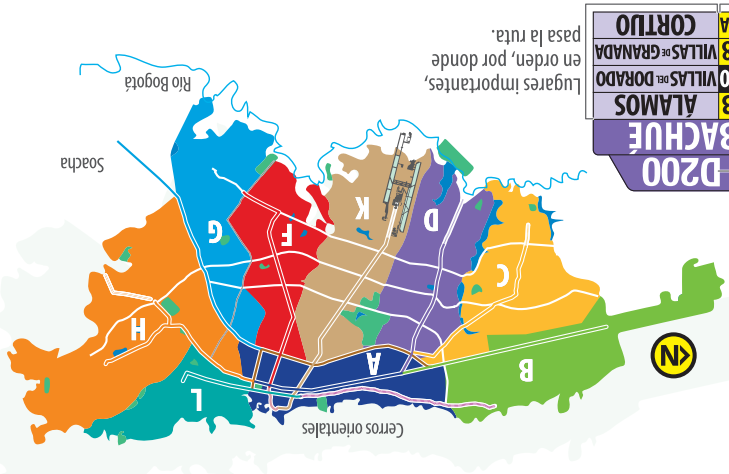 Cerros orientales
B
A
L
N
H
C
D
K
F
G
Soacha
Río Bogotá
D200
BACHUÉ
ÁLAMOS
VILLAS DEL DORADO
VILLAS DE GRANADA
CORTIJO
Lugares importantes,
en orden, por donde
pasa la ruta.